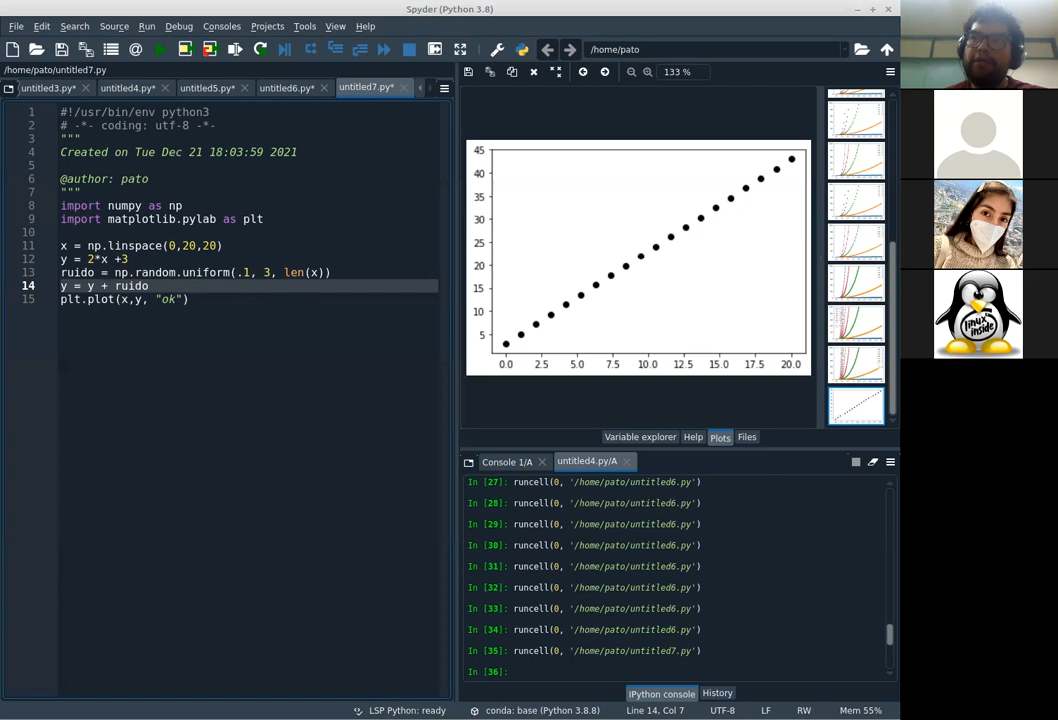 Spyder (Python 3.8)
File Edit Search Source Run Debug Consoles Projects Tools View Help
/home/pato
/home/pato/untitled7.py
untitled3.py* untitled4.py* untitled5.py* untitled6.py* untitled7.py*
133 %
1 #!/usr/bin/env python3
2 # -*- coding: utf-8 -*-
3 """
4 Created on Tue Dec 21 18:03:59 2021
5
6 @author: pato
7 """
8 import numpy as np
9 import matplotlib.pylab as plt
10
11 x = np.linspace(0,20,20)
12 y = 2*x +3
13 ruido = np.random.uniform(.1, 3, len(x))
14 y = y + ruido
15 plt.plot(x,y, "ok")
45
40
35
30
25
20
15
10
5
0.0 2.5 5.0 7.5 10.0 12.5 15.0 17.5 20.0
Variable explorer Help Plots Files
Console 1/A untitled4.py/A
In [27]: runcell(0, '/home/pato/untitled6.py')
In [28]: runcell(0, '/home/pato/untitled6.py')
In [29]: runcell(0, '/home/pato/untitled6.py')
In [30]: runcell(0, '/home/pato/untitled6.py')
In [31]: runcell(0, '/home/pato/untitled6.py')
In [32]: runcell(0, '/home/pato/untitled6.py')
In [33]: runcell(0, '/home/pato/untitled6.py')
In [34]: runcell(0, '/home/pato/untitled6.py')
In [35]: runcell(0, '/home/pato/untitled7.py')
In [36]:
IPython console History
LSP Python: ready conda: base (Python 3.8.8) Line 14, Col 7 UTF-8 LF RW Mem 55%
linux
inside